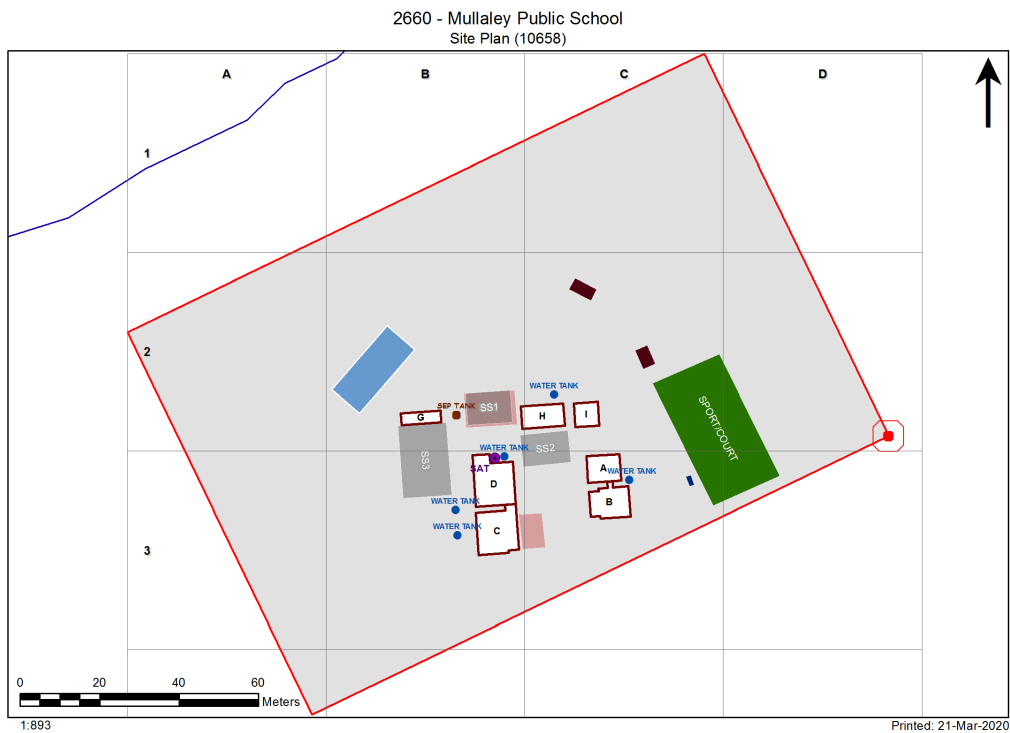 2660 - Mullaley Public School
Site Plan (10658)
A B C D
1
2
WATER TANK
SEP TANK
SS1
G
H
I
SPORT/COURT
SS2
SS3
WATER TANK
SAT
A
WATER TANK
D
B
WATER TANK
WATER TANK
C
3
0 20 40 60
Meters
1:893
Printed: 21-Mar-2020